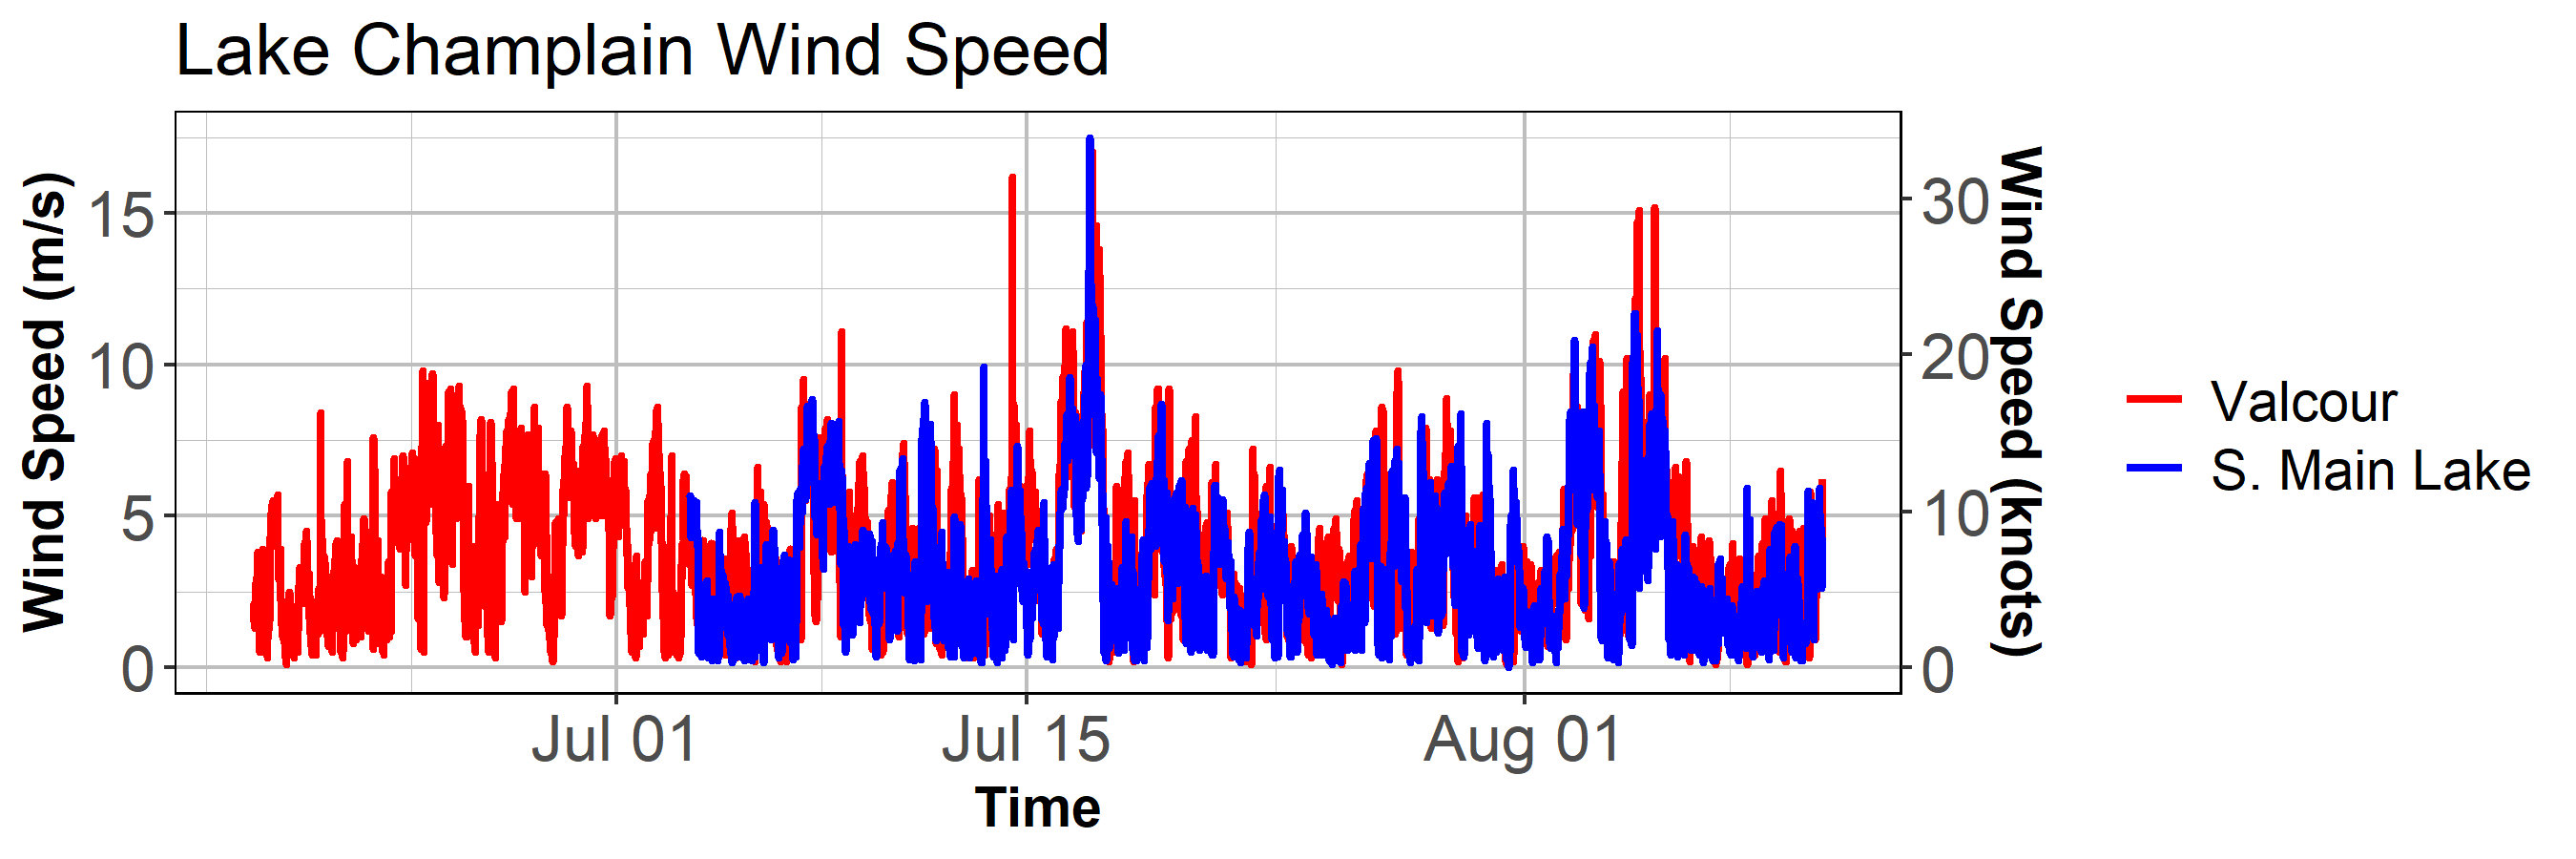 Lake Champlain Wind Speed
Wind Speed (m/s)
15
10
5
0
30
20
10
0
Wind Speed (knots)
Jul 01
Jul 15
Aug 01
Time
Valcour
S. Main Lake